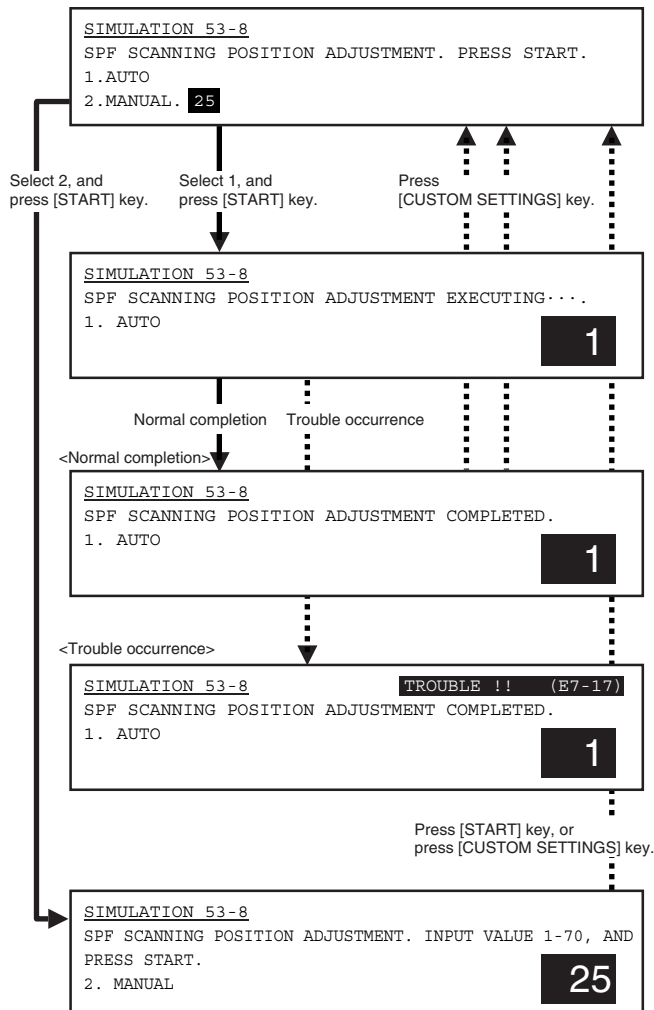 SIMULATION 53-8
SPF SCANNING POSITION ADJUSTMENT. PRESS START.
1.AUTO
2.MANUAL. 25
Select 2, and
press [START] key.
Select 1, and
press [START] key.
Press
[CUSTOM SETTINGS] key.
SIMULATION 53-8
SPF SCANNING POSITION ADJUSTMENT EXECUTING···.
1. AUTO
1
Normal completion
Trouble occurrence
<Normal completion>
SIMULATION 53-8
SPF SCANNING POSITION ADJUSTMENT COMPLETED.
1. AUTO
1
<Trouble occurrence>
SIMULATION 53-8 TROUBLE !! (E7-17)
SPF SCANNING POSITION ADJUSTMENT COMPLETED.
1. AUTO
1
Press [START] key, or
press [CUSTOM SETTINGS] key.
SIMULATION 53-8
SPF SCANNING POSITION ADJUSTMENT. INPUT VALUE 1-70, AND
PRESS START.
2. MANUAL
25